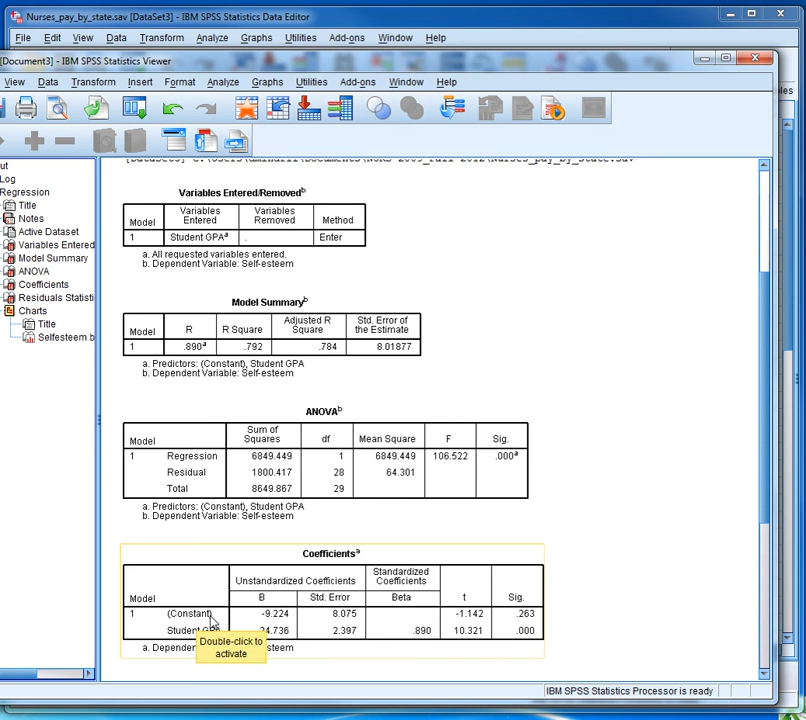 Nurses_pay_by_state.sav [DataSet3] - IBM SPSS Statistics Data Editor
File Edit View Data Transform Analyze Graphs Utilities Add-ons Window Help
[Document3] - IBM SPSS Statistics Viewer
View Data Transform Insert Format Analyze Graphs Utilities Add-ons Window Help
ut
Log
Regression
Title
Notes
Active Dataset
Variables Entered
Model Summary
ANOVA
Coefficients
Residuals Statisti
Charts
Title
Selfesteem b
Variables Entered/Removedb
Model Variables Entered Variables Removed Method
1 Student GPAa . Enter
a. All requested variables entered.
b. Dependent Variable: Self-esteem
Model Summaryb
Model R R Square Adjusted R Square Std. Error of the Estimate
1 .890a .792 .784 8.01877
a. Predictors: (Constant), Student GPA
b. Dependent Variable: Self-esteem
ANOVAb
Model Sum of Squares df Mean Square F Sig.
1 Regression 6849.449 1 6849.449 106.522 .000a
Residual 1800.417 28 64.301
Total 8649.867 29
a. Predictors: (Constant), Student GPA
b. Dependent Variable: Self-esteem
Coefficientsa
Model Unstandardized Coefficients Standardized Coefficients
B Std. Error Beta t Sig.
1 (Constant) -9.224 8.075 -1.142 .263
Student 24.736 2.397 .890 10.321 .000
a. Depen esteem
Double-click to
activate
IBM SPSS Statistics Processor is ready